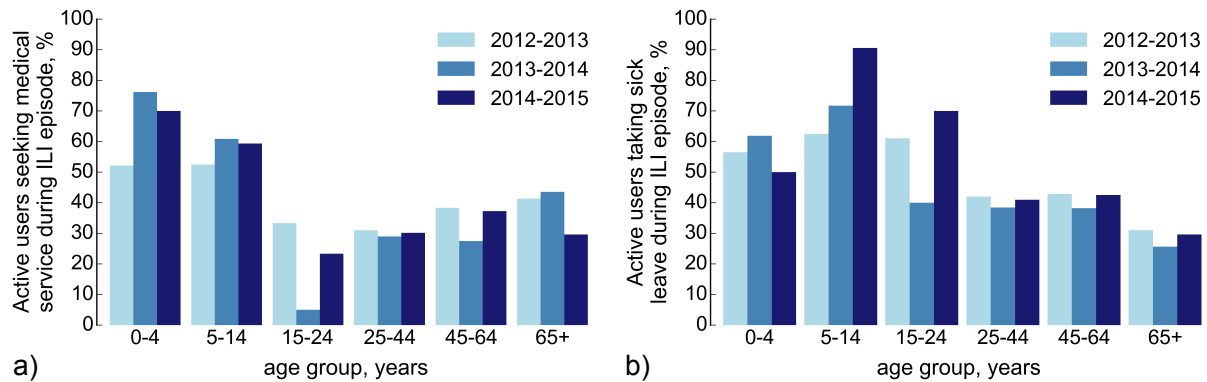 Active users seeking medical
service during ILI episode, %
100
90
80
70
60
50
40
30
20
10
0
2012-2013
2013-2014
2014-2015
0-4 5-14 15-24 25-44 45-64 65+
age group, years
a)
Active users taking sick
leave during ILI episode, %
100
90
80
70
60
50
40
30
20
10
0
2012-2013
2013-2014
2014-2015
0-4 5-14 15-24 25-44 45-64 65+
age group, years
b)